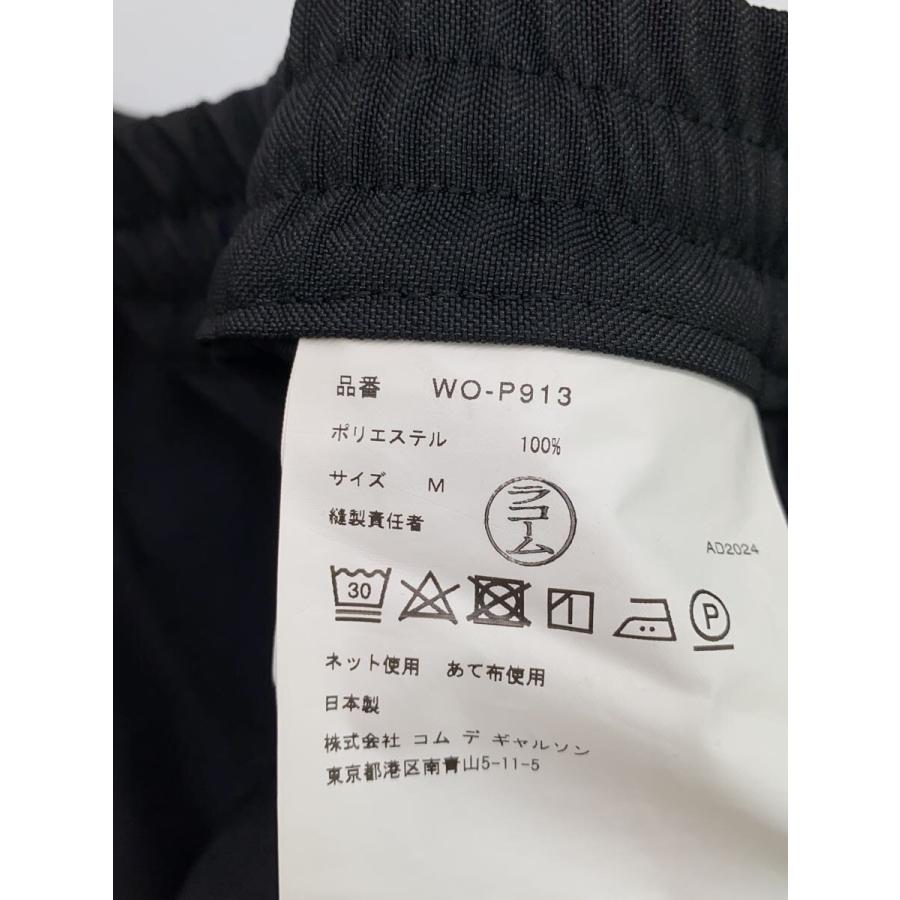 品番 WO-P913
ポリエステル 100%
サイズ M
縫製責任者
ラコーム
AD2024
30
P
ネット使用 あて布使用
日本製
株式会社 コム デ ギャルソン
東京都港区南青山5-11-5